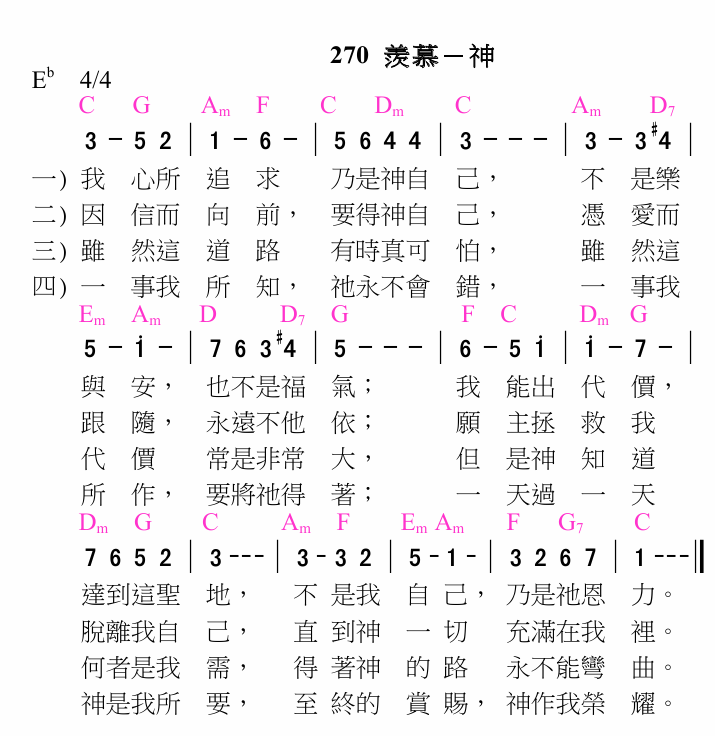 270 羨慕－神
E♭ 4/4
C G Am F C Dm C Am D7
3 - 5 2 | 1 - 6 - | 5 6 4 4 | 3 - - - | 3 - 3 #4 |
一) 我 心所 追 求 乃是神自 己， 不 是樂
二) 因 信而 向 前， 要得神自 己， 憑 愛而
三) 雖 然這 道 路 有時真可 怕， 雖 然這
四) 一 事我 所 知， 祂永不會 錯， 一 事我
Em Am D D7 G F C Dm G
5 - i - | 7 6 3 #4 | 5 - - - | 6 - 5 i | i - 7 - |
與 安， 也不是福 氣； 我 能出 代 價，
跟 隨， 永遠不他 依； 願 主拯 救 我
代 價 常是非常 大， 但 是神 知 道
所 作， 要將祂得 著； 一 天過 一 天
Dm G C Am F Em Am F G7 C
7 6 5 2 | 3 - - - | 3 - 3 2 | 5 - 1 - | 3 2 6 7 | 1 - - - ||
達到這聖 地， 不 是我 自 己， 乃是祂恩 力。
脫離我自 己， 直 到神 一 切 充滿在我 裡。
何者是我 需， 得 著神 的 路 永不能彎 曲。
神是我所 要， 至 終的 賞 賜， 神作我榮 耀。